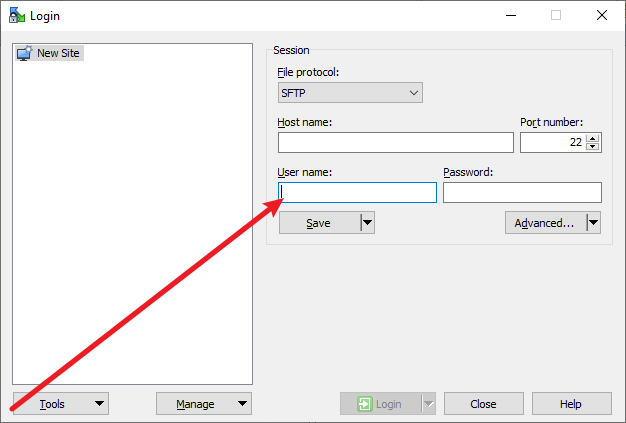 Login
New Site
Session
File protocol:
SFTP
Host name:
Port number:
22
User name:
Password:
Save
Advanced...
Tools
Manage
Login
Close
Help